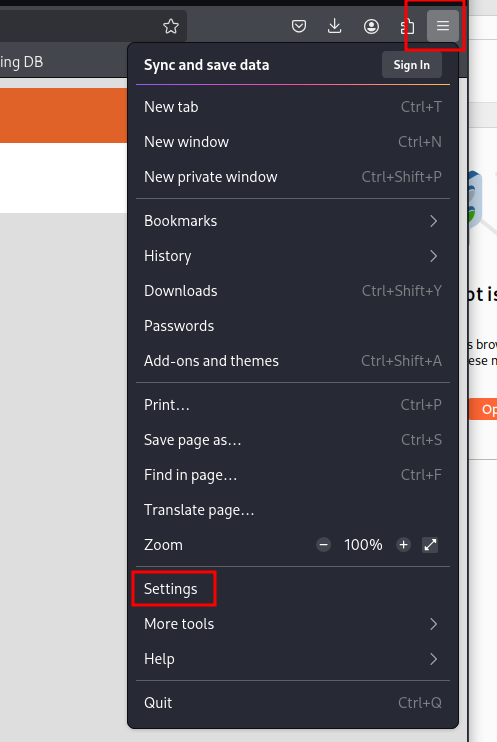 ing DB
Sync and save data Sign In
New tab Ctrl+T
New window Ctrl+N
New private window Ctrl+Shift+P
Bookmarks
History
Downloads Ctrl+Shift+Y
Passwords
Add-ons and themes Ctrl+Shift+A
Print… Ctrl+P
Save page as… Ctrl+S
Find in page… Ctrl+F
Translate page…
Zoom − 100% +
Settings
More tools
Help
Quit Ctrl+Q
pt is
s brow
ese n
Op